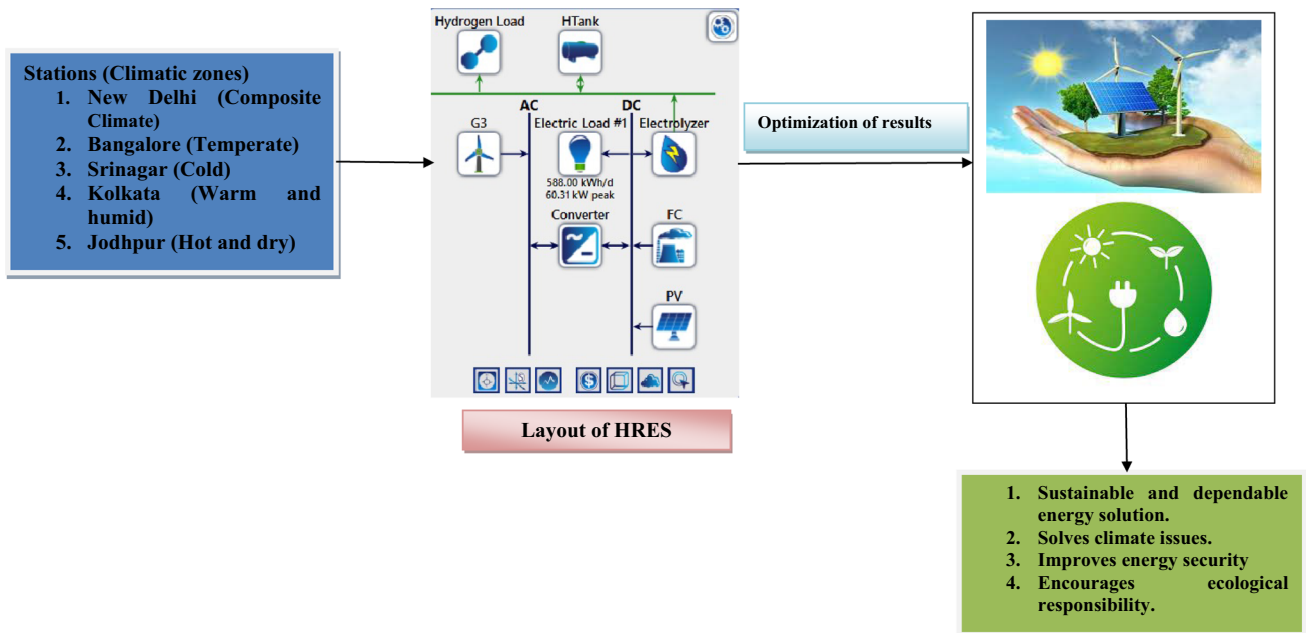 Stations (Climatic zones)
1. New Delhi (Composite
Climate)
2. Bangalore (Temperate)
3. Srinagar (Cold)
4. Kolkata (Warm and
humid)
5. Jodhpur (Hot and dry)
Hydrogen Load
HTank
AC
DC
G3
Electric Load #1
Electrolyzer
588.00 kWh/d
60.31 kW peak
Converter
FC
PV
Layout of HRES
Optimization of results
1. Sustainable and dependable
energy solution.
2. Solves climate issues.
3. Improves energy security
4. Encourages ecological
responsibility.